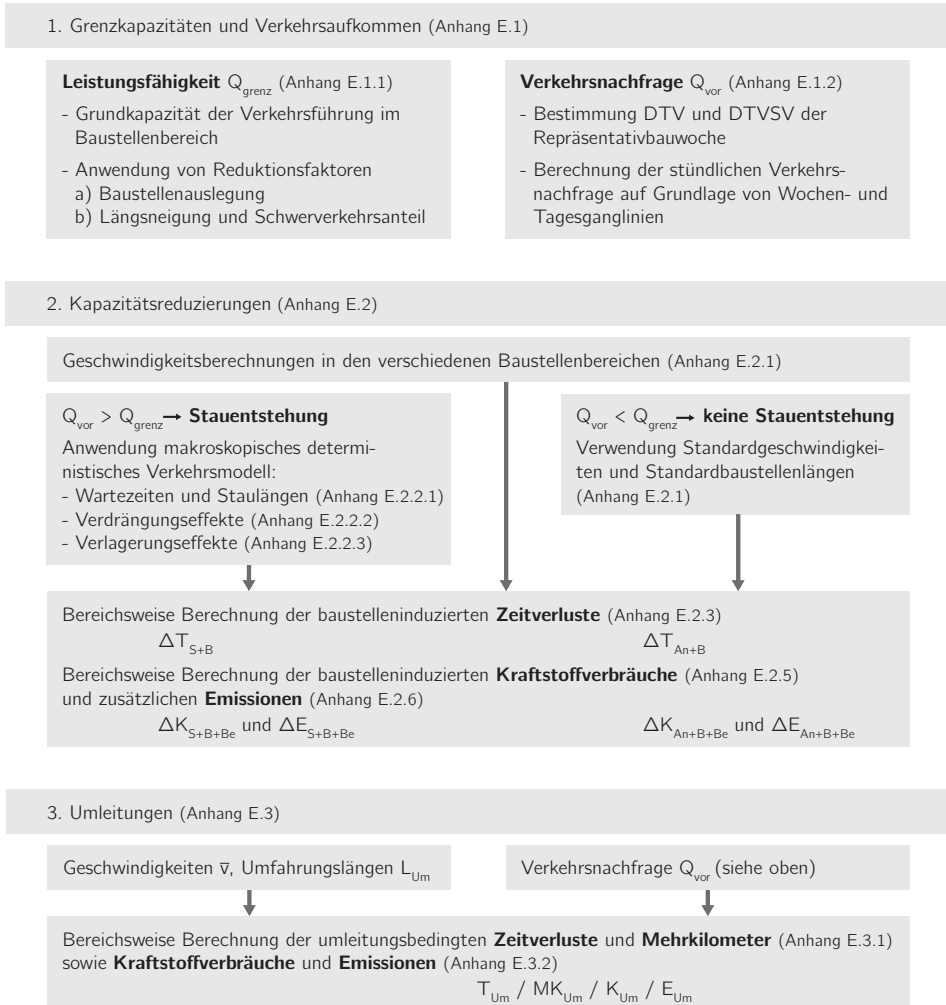 1. Grenzkapazitäten und Verkehrsaufkommen (Anhang E.1)
Leistungsfähigkeit Q_grenz (Anhang E.1.1)
- Grundkapazität der Verkehrsführung im
Baustellenbereich
- Anwendung von Reduktionsfaktoren
a) Baustellenauslegung
b) Längsneigung und Schwerverkehrsanteil
Verkehrsnachfrage Q_vor (Anhang E.1.2)
- Bestimmung DTV und DTVSV der
Repräsentativbauwoche
- Berechnung der stündlichen Verkehrs-
nachfrage auf Grundlage von Wochen- und
Tagesganglinien
2. Kapazitätsreduzierungen (Anhang E.2)
Geschwindigkeitsberechnungen in den verschiedenen Baustellenbereichen (Anhang E.2.1)
Q_vor > Q_grenz → Stauentstehung
Anwendung makroskopisches determi-
nistisches Verkehrsmodell:
- Wartezeiten und Staulängen (Anhang E.2.2.1)
- Verdrängungseffekte (Anhang E.2.2.2)
- Verlagerungseffekte (Anhang E.2.2.3)
Q_vor < Q_grenz → keine Stauentstehung
Verwendung Standardgeschwindigkei-
ten und Standardbaustellenlängen
(Anhang E.2.1)
Bereichsweise Berechnung der baustelleninduzierten Zeitverluste (Anhang E.2.3)
ΔT_S+B ΔT_An+B
Bereichsweise Berechnung der baustelleninduzierten Kraftstoffverbräuche (Anhang E.2.5)
und zusätzlichen Emissionen (Anhang E.2.6)
ΔK_S+B+Be und ΔE_S+B+Be ΔK_An+B+Be und ΔE_An+B+Be
3. Umleitungen (Anhang E.3)
Geschwindigkeiten v̅, Umfahrungslängen L_Um
Verkehrsnachfrage Q_vor (siehe oben)
Bereichsweise Berechnung der umleitungsbedingten Zeitverluste und Mehrkilometer (Anhang E.3.1)
sowie Kraftstoffverbräuche und Emissionen (Anhang E.3.2)
T_Um / MK_Um / K_Um / E_Um